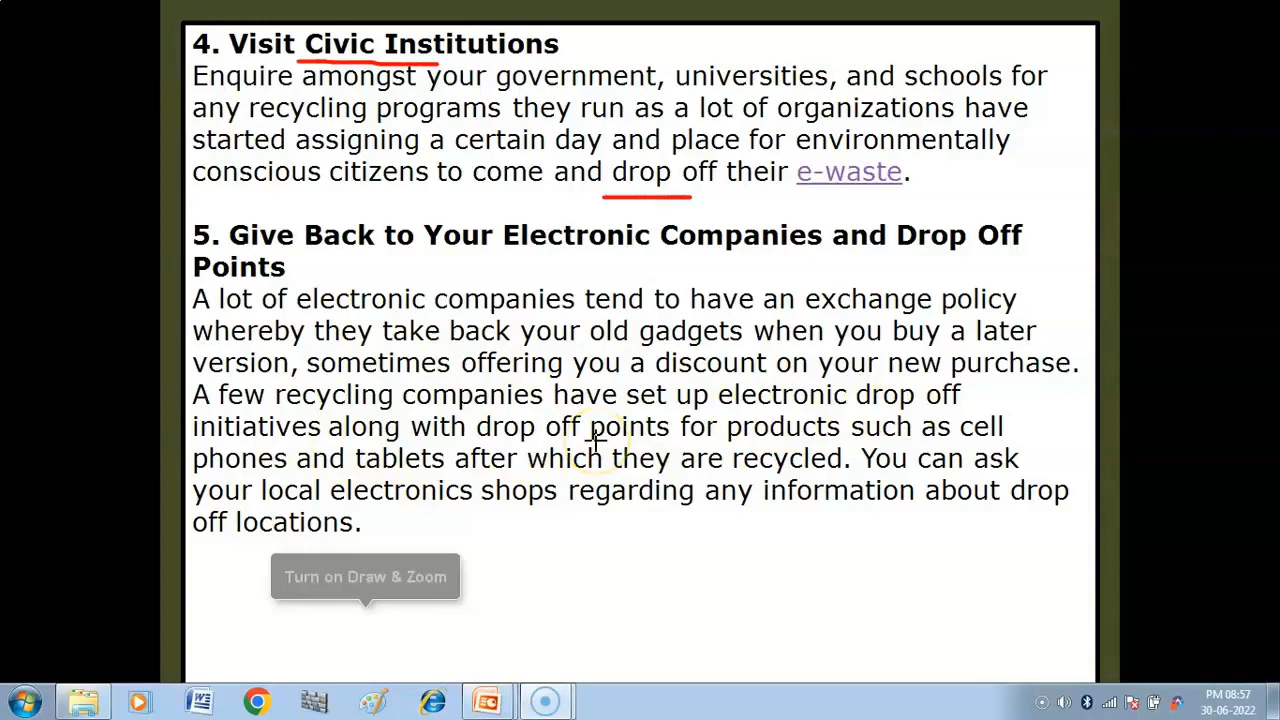 4. Visit Civic Institutions
Enquire amongst your government, universities, and schools for
any recycling programs they run as a lot of organizations have
started assigning a certain day and place for environmentally
conscious citizens to come and drop off their e-waste.
5. Give Back to Your Electronic Companies and Drop Off
Points
A lot of electronic companies tend to have an exchange policy
whereby they take back your old gadgets when you buy a later
version, sometimes offering you a discount on your new purchase.
A few recycling companies have set up electronic drop off
initiatives along with drop off points for products such as cell
phones and tablets after which they are recycled. You can ask
your local electronics shops regarding any information about drop
off locations.
Turn on Draw & Zoom
PM 08:57
30-06-2022